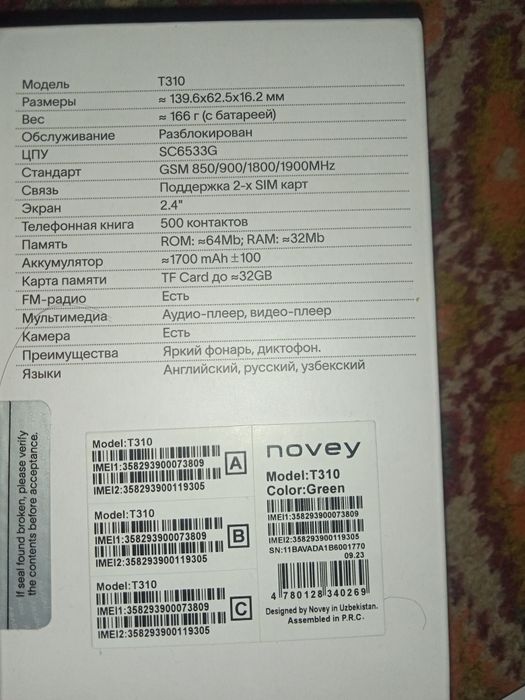 Модель T310
Размеры ≈ 139.6x62.5x16.2 мм
Вес ≈ 166 г (с батареей)
Обслуживание Разблокирован
ЦПУ SC6533G
Стандарт GSM 850/900/1800/1900MHz
Связь Поддержка 2-х SIM карт
Экран 2.4"
Телефонная книга 500 контактов
Память ROM: ≈64Mb; RAM: ≈32Mb
Аккумулятор ≈1700 mAh ±100
Карта памяти TF Card до ≈32GB
FM-радио Есть
Мультимедиа Аудио-плеер, видео-плеер
Камера Есть
Преимущества Яркий фонарь, диктофон.
Языки Английский, русский, узбекский
If seal found broken, please verify
the contents before acceptance.
Model:T310
IMEI1:358293900073809
IMEI2:358293900119305
A
Model:T310
IMEI1:358293900073809
IMEI2:358293900119305
B
Model:T310
IMEI1:358293900073809
IMEI2:358293900119305
C
novey
Model:T310
Color:Green
IMEI1:358293900073809
IMEI2:358293900119305
SN:11BAVADA1B6001770
09.23
4 780128 340269
Designed by Novey in Uzbekistan.
Assembled in P.R.C.